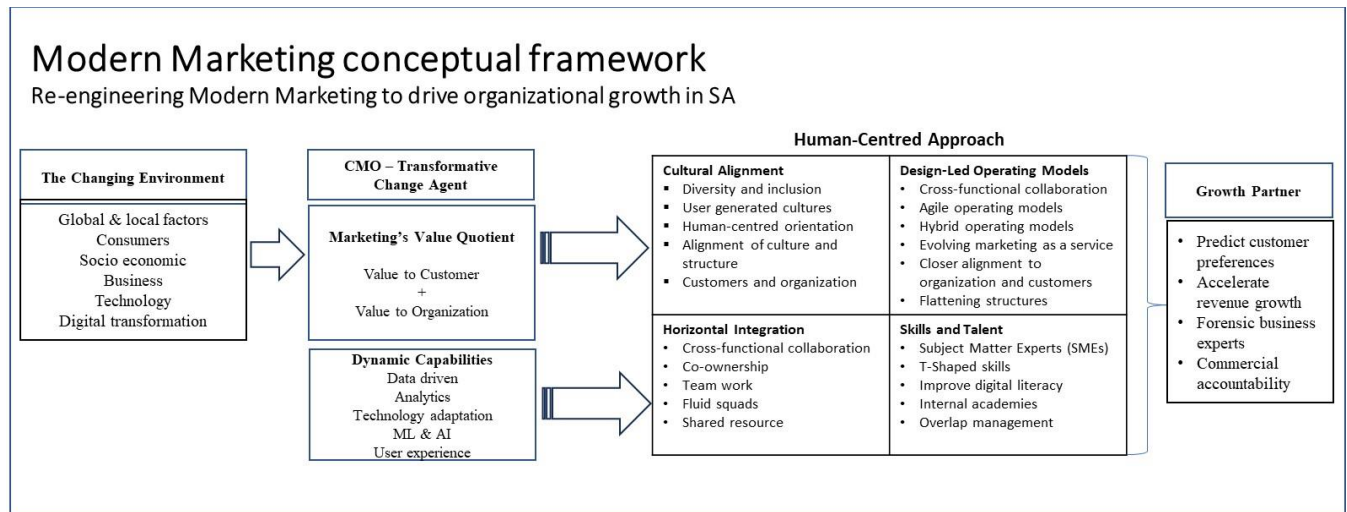 Modern Marketing conceptual framework
Re-engineering Modern Marketing to drive organizational growth in SA
The Changing Environment
Global & local factors
Consumers
Socio economic
Business
Technology
Digital transformation
CMO – Transformative
Change Agent
Marketing's Value Quotient
Value to Customer
+
Value to Organization
Dynamic Capabilities
Data driven
Analytics
Technology adaptation
ML & AI
User experience
Human-Centred Approach
Cultural Alignment
▪ Diversity and inclusion
▪ User generated cultures
▪ Human-centred orientation
▪ Alignment of culture and
structure
▪ Customers and organization
Design-Led Operating Models
• Cross-functional collaboration
• Agile operating models
• Hybrid operating models
• Evolving marketing as a service
• Closer alignment to
organization and customers
• Flattening structures
Horizontal Integration
• Cross-functional collaboration
• Co-ownership
• Team work
• Fluid squads
• Shared resource
Skills and Talent
• Subject Matter Experts (SMEs)
• T-Shaped skills
• Improve digital literacy
• Internal academies
• Overlap management
Growth Partner
• Predict customer
preferences
• Accelerate
revenue growth
• Forensic business
experts
• Commercial
accountability